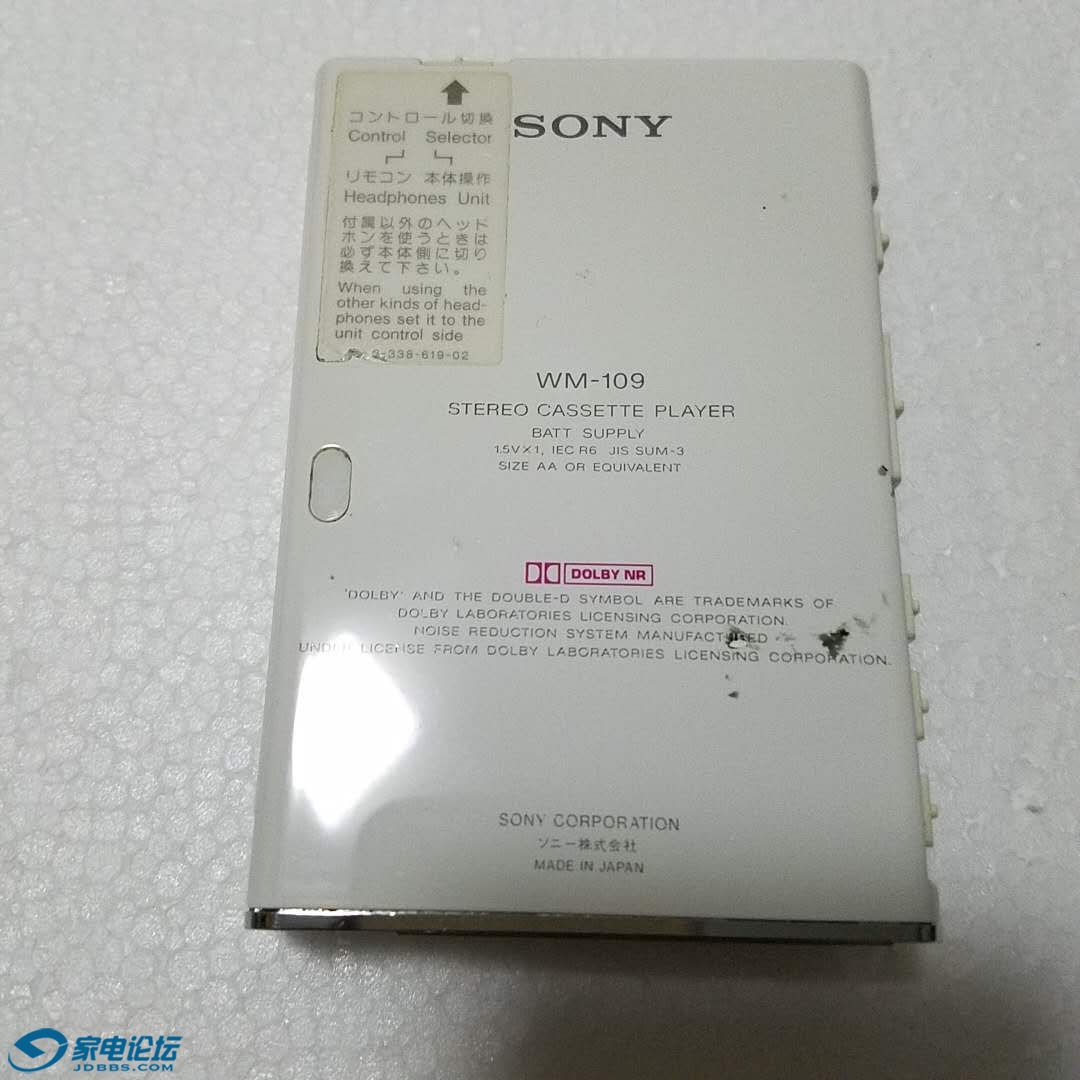 コントロール切換
Control Selector
リモコン 本体操作
Headphones Unit
付属以外のヘッド
ホンを使うときは
必ず本体側に切り
換えて下さい。
When using the
other kinds of head-
phones set it to the
unit control side
3-338-619-02
SONY
WM-109
STEREO CASSETTE PLAYER
BATT SUPPLY
1.5V×1, IEC R6 JIS SUM-3
SIZE AA OR EQUIVALENT
DOLBY NR
'DOLBY' AND THE DOUBLE-D SYMBOL ARE TRADEMARKS OF
DOLBY LABORATORIES LICENSING CORPORATION.
NOISE REDUCTION SYSTEM MANUFACTURED
UNDER LICENSE FROM DOLBY LABORATORIES LICENSING CORPORATION.
SONY CORPORATION
ソニー株式会社
MADE IN JAPAN
家电论坛
JDBBS.COM